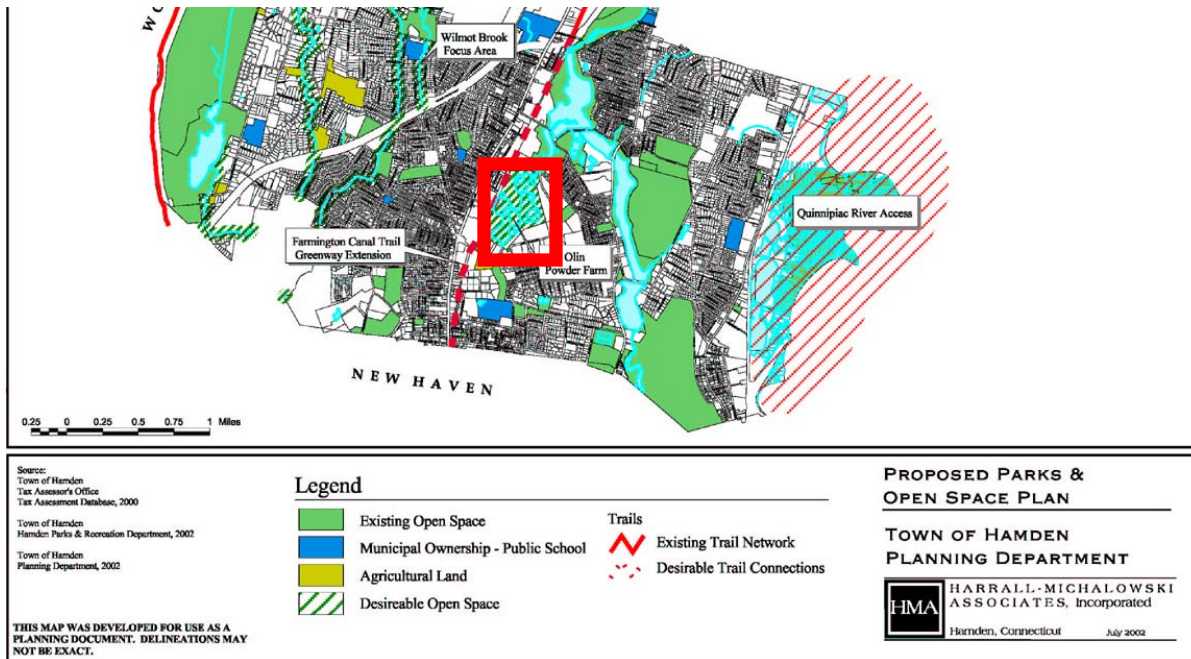 W O
Wilmot Brook
Focus Area
Quinnipiac River Access
Farmington Canal Trail
Greenway Extension
Olin
Powder Farm
NEW HAVEN
0.25 0 0.25 0.5 0.75 1 Miles
Source:
Town of Hamden
Tax Assessor's Office
Tax Assessment Database, 2000
Town of Hamden
Hamden Parks & Recreation Department, 2002
Town of Hamden
Planning Department, 2002
THIS MAP WAS DEVELOPED FOR USE AS A
PLANNING DOCUMENT. DELINEATIONS MAY
NOT BE EXACT.
Legend
Existing Open Space
Municipal Ownership - Public School
Agricultural Land
Desireable Open Space
Trails
Existing Trail Network
Desirable Trail Connections
PROPOSED PARKS &
OPEN SPACE PLAN
TOWN OF HAMDEN
PLANNING DEPARTMENT
HMA
HARRALL-MICHALOWSKI
ASSOCIATES, Incorporated
Hamden, Connecticut July 2002